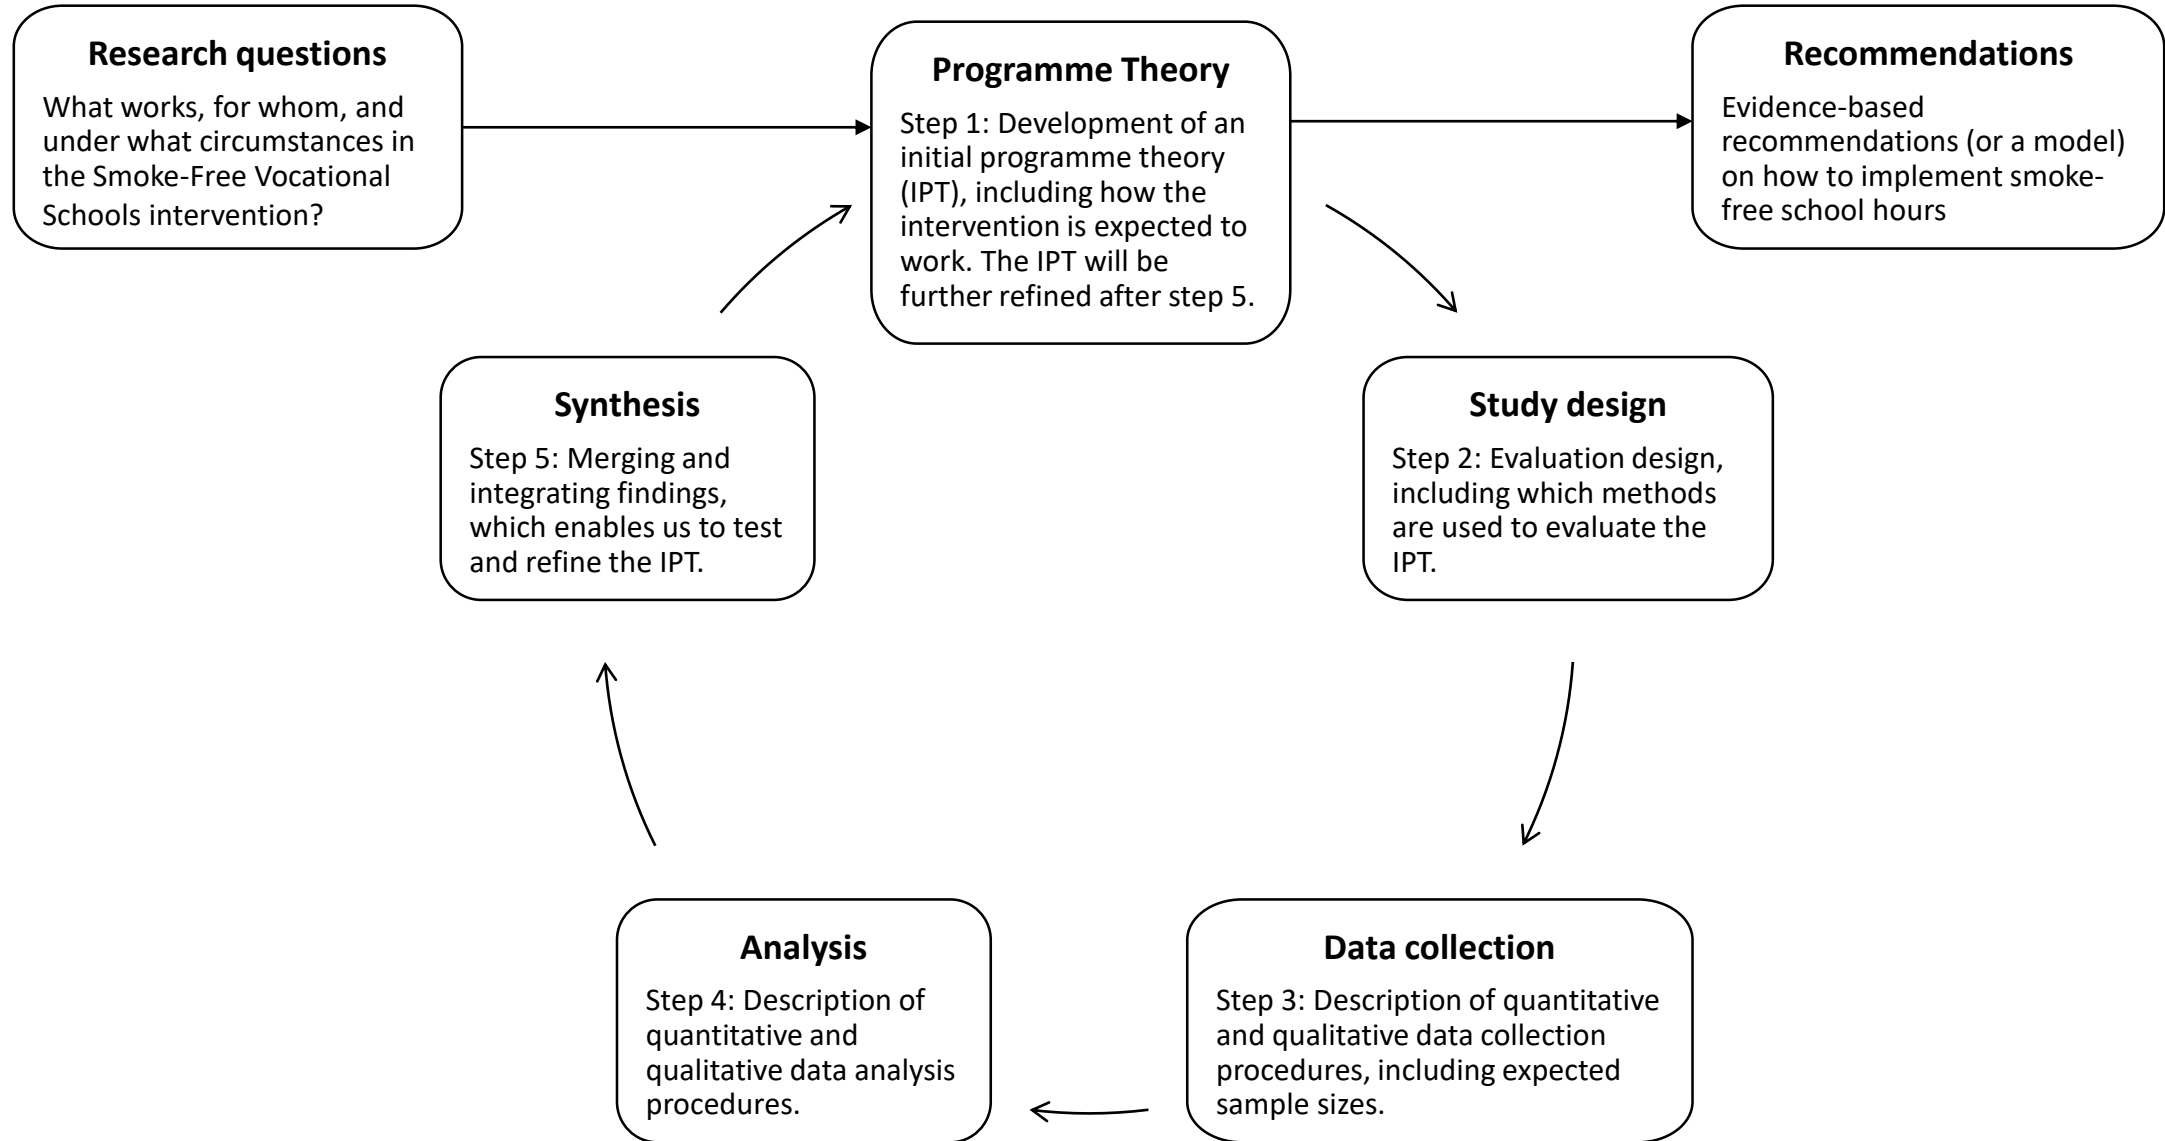 Research questions
What works, for whom, and
under what circumstances in
the Smoke-Free Vocational
Schools intervention?
Programme Theory
Step 1: Development of an
initial programme theory
(IPT), including how the
intervention is expected to
work. The IPT will be
further refined after step 5.
Recommendations
Evidence-based
recommendations (or a model)
on how to implement smoke-
free school hours
Synthesis
Step 5: Merging and
integrating findings,
which enables us to test
and refine the IPT.
Study design
Step 2: Evaluation design,
including which methods
are used to evaluate the
IPT.
Analysis
Step 4: Description of
quantitative and
qualitative data analysis
procedures.
Data collection
Step 3: Description of quantitative
and qualitative data collection
procedures, including expected
sample sizes.